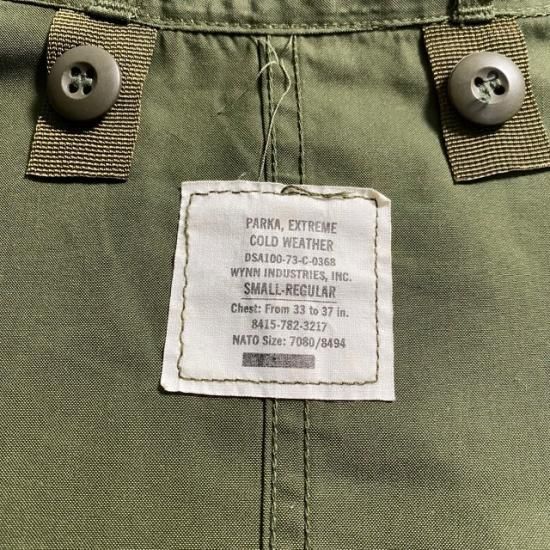 PARKA, EXTREME
COLD WEATHER
DSA100-73-C-0368
WYNN INDUSTRIES, INC.
SMALL-REGULAR
Chest: From 33 to 37 in.
8415-782-3217
NATO Size: 7080/8494